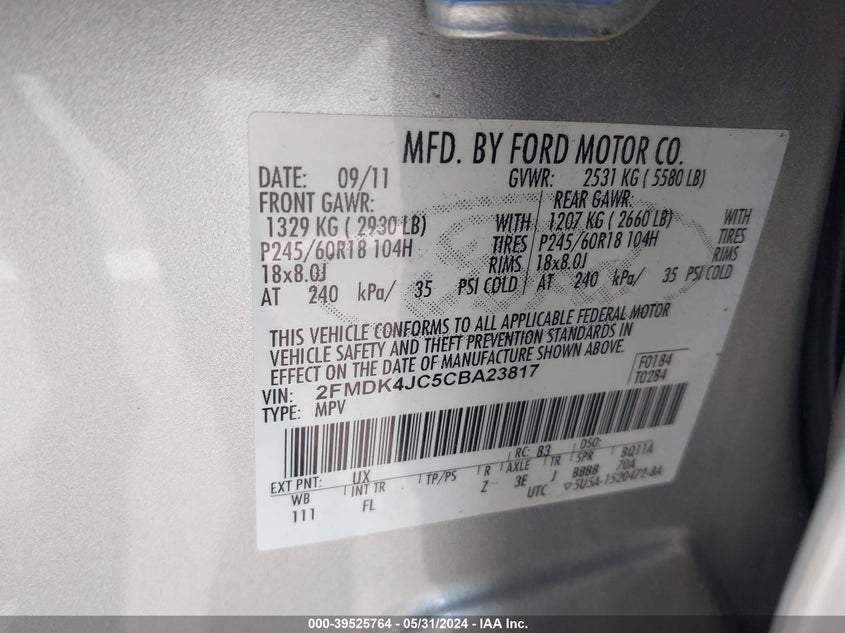 MFD. BY FORD MOTOR CO.
DATE: 09/11 GVWR: 2531 KG ( 5580 LB)
FRONT GAWR: REAR GAWR:
1329 KG ( 2930 LB) WITH 1207 KG ( 2660 LB) WITH
P245/60R18 104H TIRES P245/60R18 104H TIRES
18x8.0J RIMS 18x8.0J RIMS
AT 240 kPa/ 35 PSI COLD AT 240 kPa/ 35 PSI COLD
THIS VEHICLE CONFORMS TO ALL APPLICABLE FEDERAL MOTOR
VEHICLE SAFETY AND THEFT PREVENTION STANDARDS IN
EFFECT ON THE DATE OF MANUFACTURE SHOWN ABOVE.
VIN: 2FMDK4JC5CBA23817 F0184
TYPE: MPV T0284
EXT PNT: UX RC: 83 DSO:
WB INT TR TP/PS R AXLE TR SPR BQ11A
111 FL Z 3E J BBBB 7DA
UTC ▽5U5A-1520472-BA
000-39525764 - 05/31/2024 - IAA Inc.